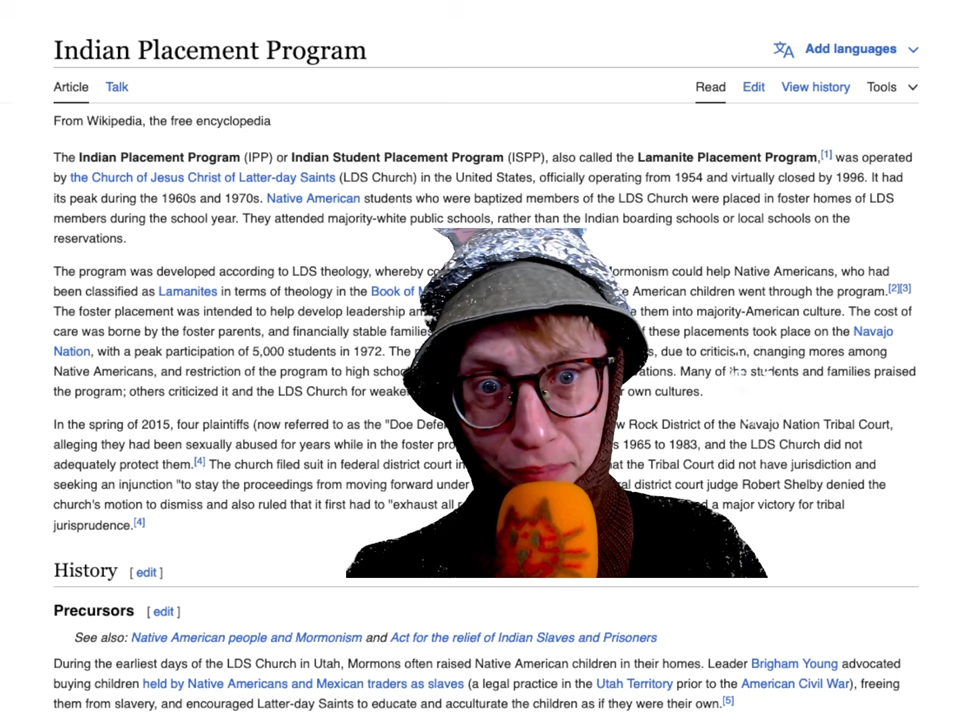 Indian Placement Program
Add languages
Article Talk Read Edit View history Tools
From Wikipedia, the free encyclopedia
The Indian Placement Program (IPP) or Indian Student Placement Program (ISPP), also called the Lamanite Placement Program,[1] was operated
by the Church of Jesus Christ of Latter-day Saints (LDS Church) in the United States, officially operating from 1954 and virtually closed by 1996. It had
its peak during the 1960s and 1970s. Native American students who were baptized members of the LDS Church were placed in foster homes of LDS
members during the school year. They attended majority-white public schools, rather than the Indian boarding schools or local schools on the
reservations.
The program was developed according to LDS theology, whereby ormonism could help Native Americans, who had
been classified as Lamanites in terms of theology in the Book of American children went through the program.[2][3]
The foster placement was intended to help develop leadership them into majority-American culture. The cost of
care was borne by the foster parents, and financially stable families these placements took place on the Navajo
Nation, with a peak participation of 5,000 students in 1972. The due to criticism, changing mores among
Native Americans, and restriction of the program to high Many of the students and families praised
the program; others criticized it and the LDS Church for own cultures.
In the spring of 2015, four plaintiffs (now referred to as the "Doe Rock District of the Navajo Nation Tribal Court,
alleging they had been sexually abused for years while in the foster 1965 to 1983, and the LDS Church did not
adequately protect them.[4] The church filed suit in federal district court the Tribal Court did not have jurisdiction and
seeking an injunction "to stay the proceedings from moving forward under district court judge Robert Shelby denied the
church's motion to dismiss and also ruled that it first had to "exhaust all a major victory for tribal
jurisprudence.[4]
History [ edit ]
Precursors [ edit ]
See also: Native American people and Mormonism and Act for the relief of Indian Slaves and Prisoners
During the earliest days of the LDS Church in Utah, Mormons often raised Native American children in their homes. Leader Brigham Young advocated
buying children held by Native Americans and Mexican traders as slaves (a legal practice in the Utah Territory prior to the American Civil War), freeing
them from slavery, and encouraged Latter-day Saints to educate and acculturate the children as if they were their own.[5]